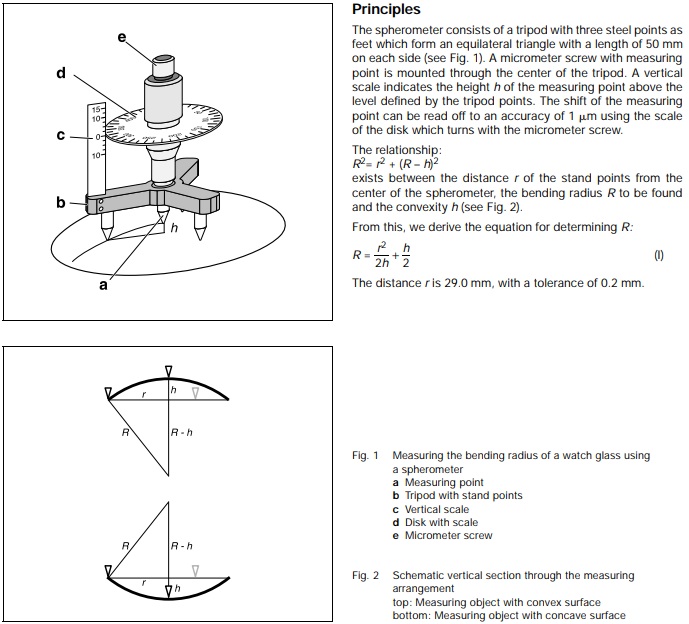 e
d
c
b
a
h
15
10
0
10
r
h
R
R - h
R
R - h
r
h
Principles
The spherometer consists of a tripod with three steel points as
feet which form an equilateral triangle with a length of 50 mm
on each side (see Fig. 1). A micrometer screw with measuring
point is mounted through the center of the tripod. A vertical
scale indicates the height h of the measuring point above the
level defined by the tripod points. The shift of the measuring
point can be read off to an accuracy of 1 μm using the scale
of the disk which turns with the micrometer screw.
The relationship:
R² = r² + (R – h)²
exists between the distance r of the stand points from the
center of the spherometer, the bending radius R to be found
and the convexity h (see Fig. 2).
From this, we derive the equation for determining R:
R = r²/2h + h/2 (I)
The distance r is 29.0 mm, with a tolerance of 0.2 mm.
Fig. 1 Measuring the bending radius of a watch glass using
a spherometer
a Measuring point
b Tripod with stand points
c Vertical scale
d Disk with scale
e Micrometer screw
Fig. 2 Schematic vertical section through the measuring
arrangement
top: Measuring object with convex surface
bottom: Measuring object with concave surface